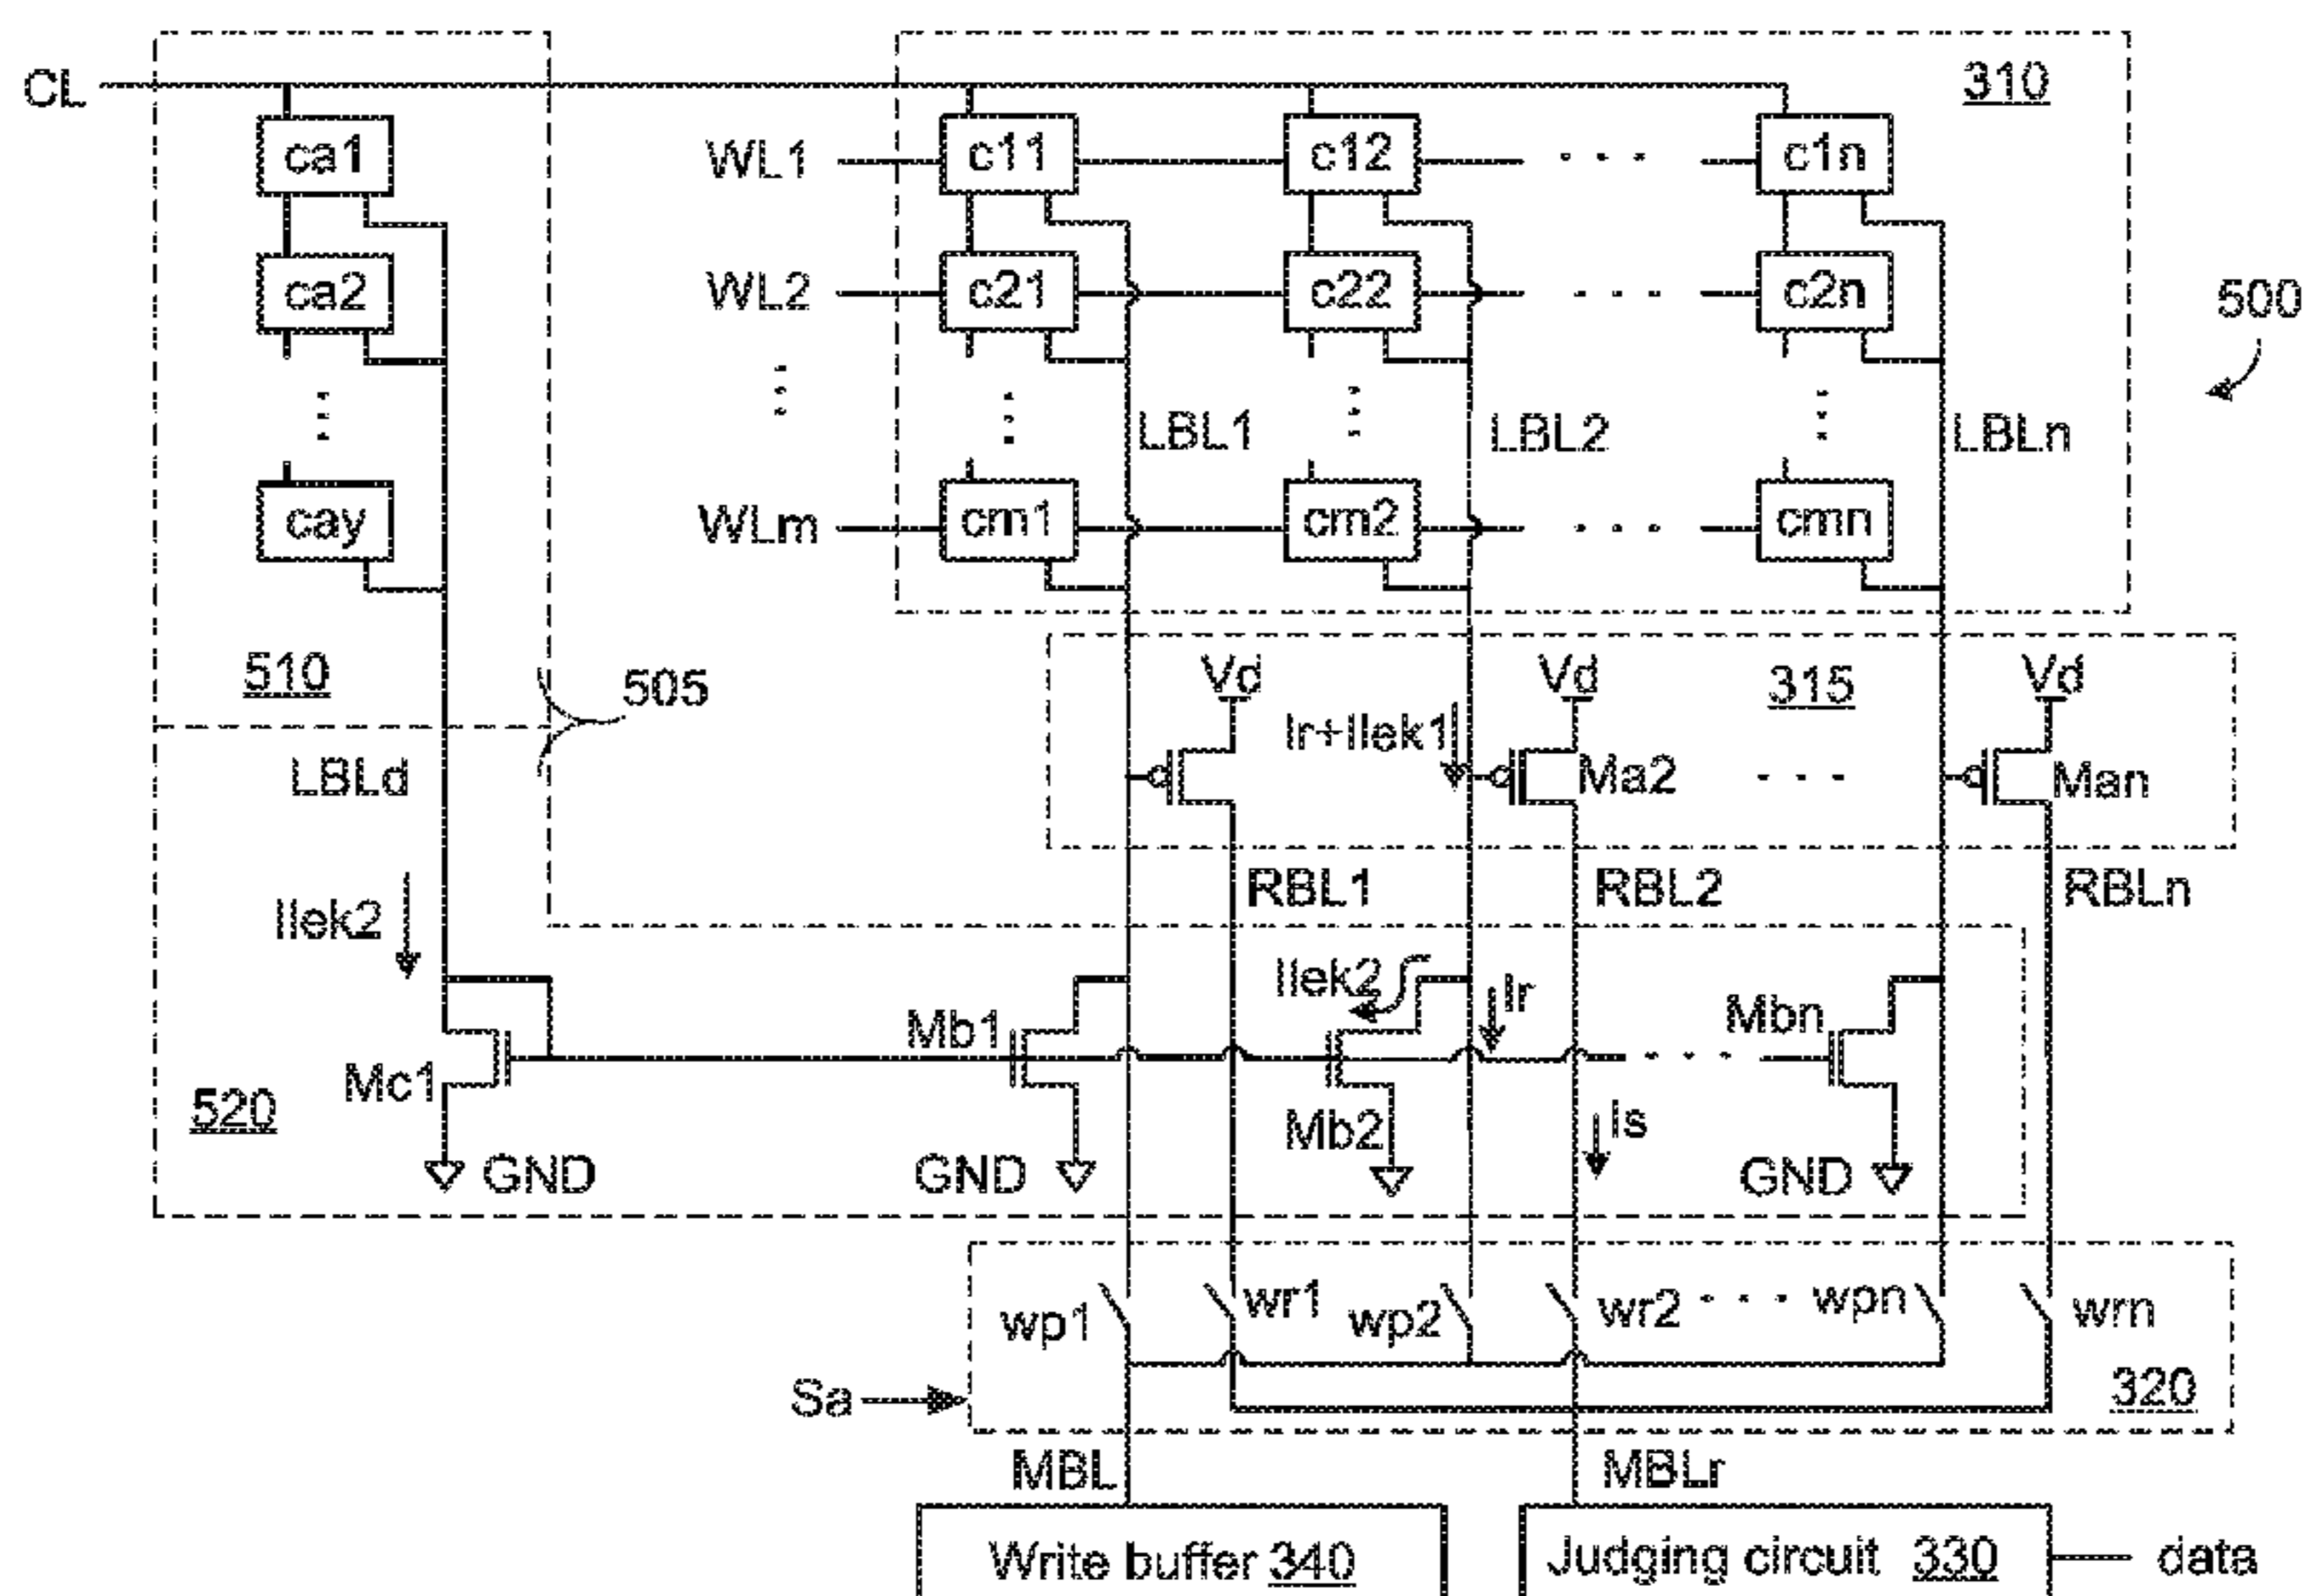 CL
310
ca1
WL1
c11
c12
· · ·
c1n
ca2
WL2
c21
c22
· · ·
c2n
500
LBL1
LBL2
LBLn
cay
WLm
cm1
cm2
· · ·
cmn
510
505
Vd
Vd
315
Vd
Ir+Ilek1
LBLd
Ma2
· · ·
Man
RBL1
RBL2
RBLn
Ilek2
Ilek2
Ir
Mb1
Mbn
Mc1
· · ·
520
Mb2
Is
GND
GND
GND
wp1
wr1
wp2
wr2
· · ·
wpn
wrn
Sa
320
MBL
MBLr
Write buffer 340
Judging circuit 330
data